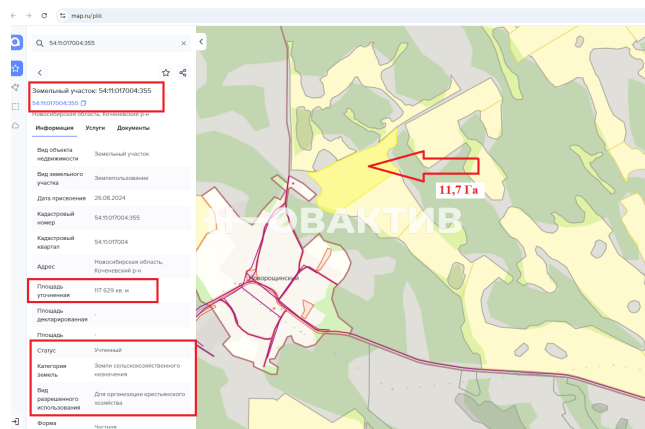 map.ru/pkk
54:11:017004:355
Земельный участок: 54:11:017004:355
54:11:017004:355
Новосибирская область, Коченевский р-н
Информация Услуги Документы
Вид объекта недвижимости Земельный участок
Вид земельного участка Землепользование
Дата присвоения 26.08.2024
Кадастровый номер 54:11:017004:355
Кадастровый квартал 54:11:017004
Адрес Новосибирская область, Коченевский р-н
Площадь уточненная 117 629 кв. м
Площадь декларированная -
Площадь -
Статус Учтенный
Категория земель Земли сельскохозяйственного назначения
Вид разрешенного использования Для организации крестьянского хозяйства
Форма Частная
11,7 Га
НОВАКТИВ